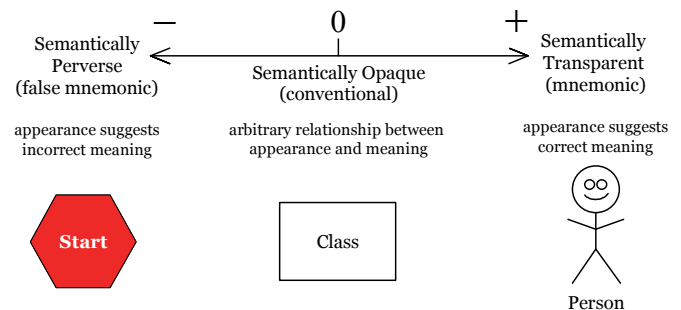 − 0 +
Semantically
Perverse
(false mnemonic)
Semantically Opaque
(conventional)
Semantically
Transparent
(mnemonic)
appearance suggests
incorrect meaning
arbitrary relationship between
appearance and meaning
appearance suggests
correct meaning
Start
Class
Person